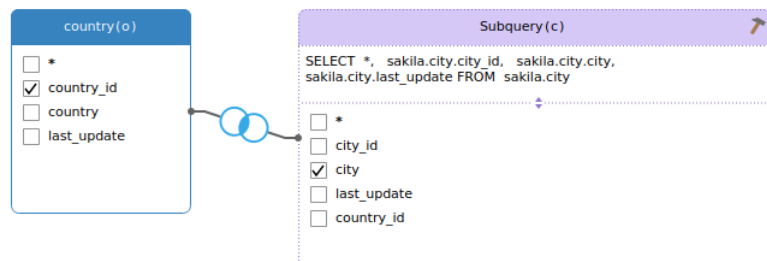 country(o)
*
country_id
country
last_update
Subquery(c)
SELECT *, sakila.city.city_id, sakila.city.city,
sakila.city.last_update FROM sakila.city
*
city_id
city
last_update
country_id